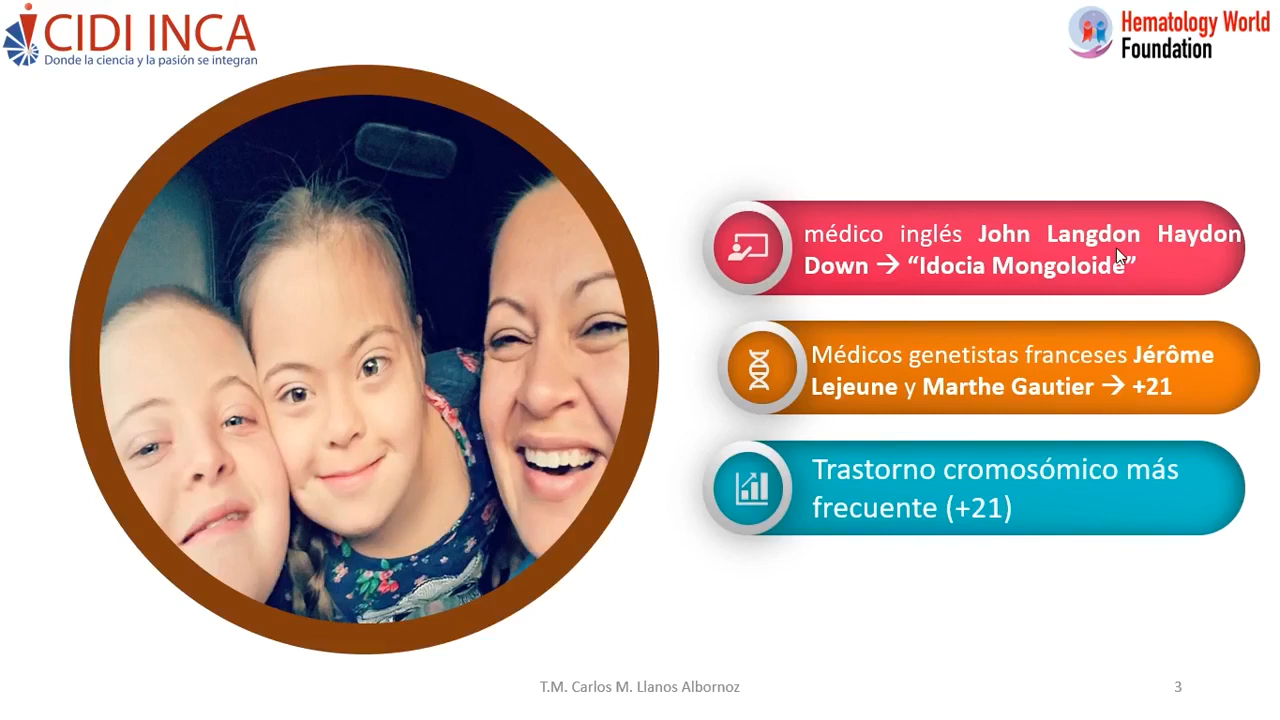 CIDI INCA
Donde la ciencia y la pasión se integran
Hematology World
Foundation
médico inglés John Langdon Haydon
Down → “Idocia Mongoloide”
Médicos genetistas franceses Jérôme
Lejeune y Marthe Gautier → +21
Trastorno cromosómico más
frecuente (+21)
T.M. Carlos M. Llanos Albornoz
3